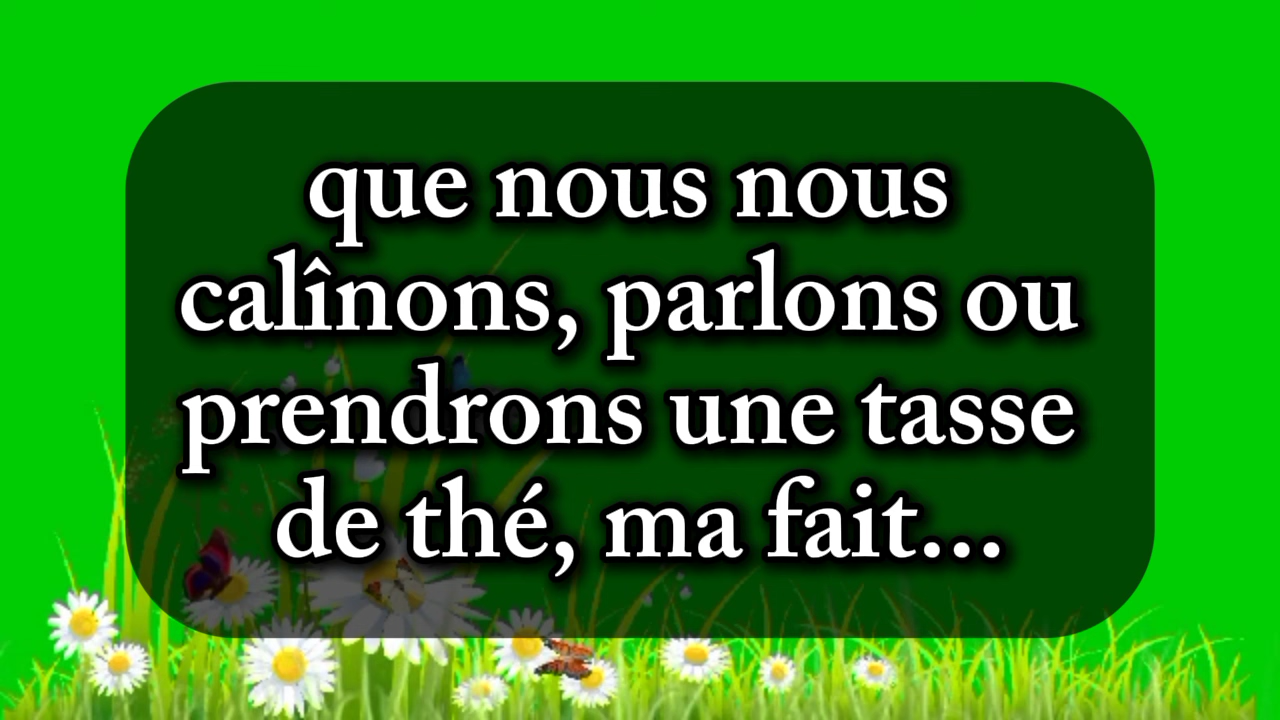 que nous nous
calînons, parlons ou
prendrons une tasse
de thé, ma fait...